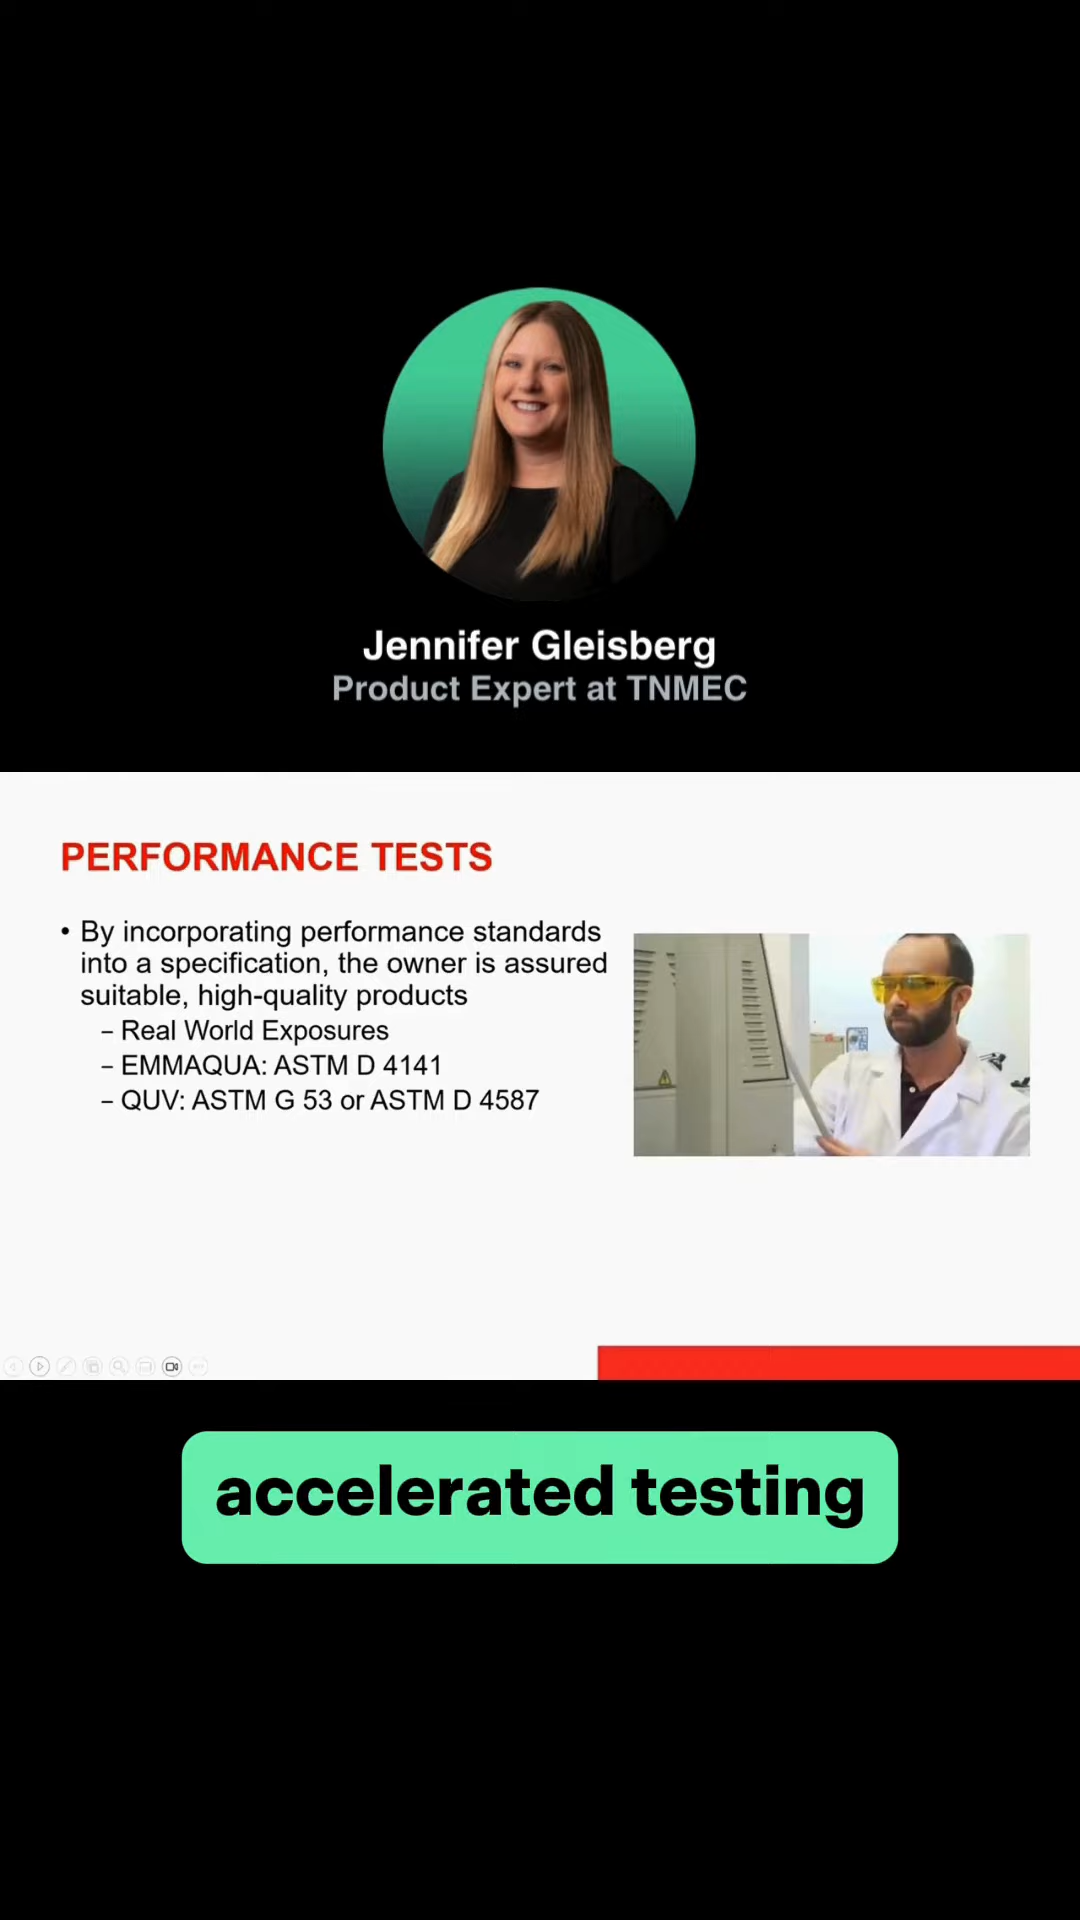 Jennifer Gleisberg
Product Expert at TNMEC
PERFORMANCE TESTS
• By incorporating performance standards
into a specification, the owner is assured
suitable, high-quality products
– Real World Exposures
– EMMAQUA: ASTM D 4141
– QUV: ASTM G 53 or ASTM D 4587
accelerated testing